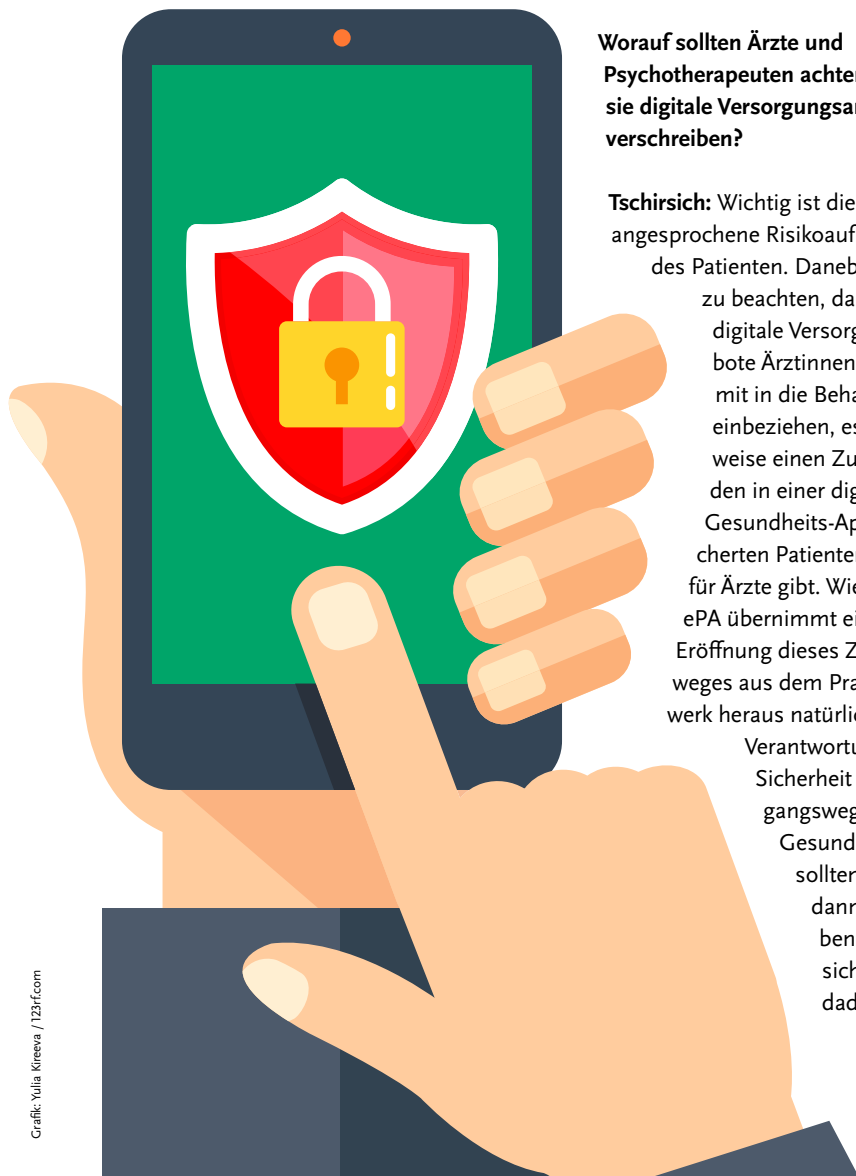 Worauf sollten Ärzte und
Psychotherapeuten achten
sie digitale Versorgungsan
verschreiben?
Tschirsich: Wichtig ist die
angesprochene Risikoauf
des Patienten. Daneb
zu beachten, da
digitale Versorg
bote Ärztinnen
mit in die Beha
einbeziehen, es
weise einen Zu
den in einer dig
Gesundheits-Ap
cherten Patienten
für Ärzte gibt. Wie
ePA übernimmt ei
Eröffnung dieses Z
weges aus dem Pra
werk heraus natürlic
Verantwortu
Sicherheit
gangsweg
Gesund
sollten
dann
ben
sich
dad
Grafik: Yulia Kireeva / 123rf.com